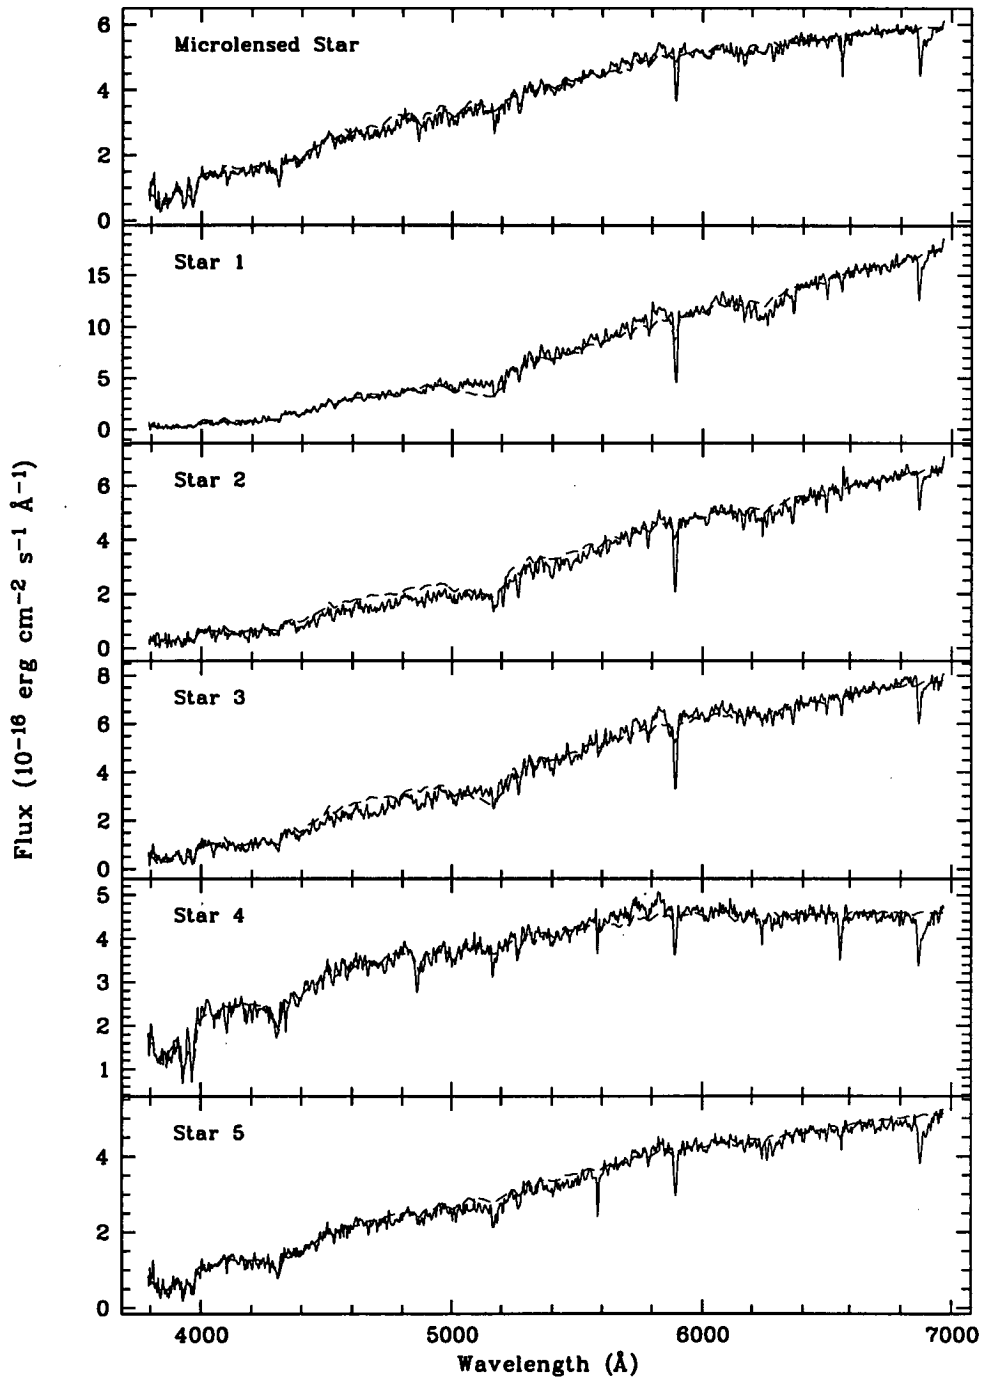 Microlensed Star
6
4
2
0
Star 1
15
10
5
0
Star 2
6
4
2
0
Star 3
8
6
4
2
0
Star 4
5
4
3
2
1
Star 5
4
2
0
4000 5000 6000 7000
Wavelength (Å)
Flux (10⁻¹⁶ erg cm⁻² s⁻¹ Å⁻¹)